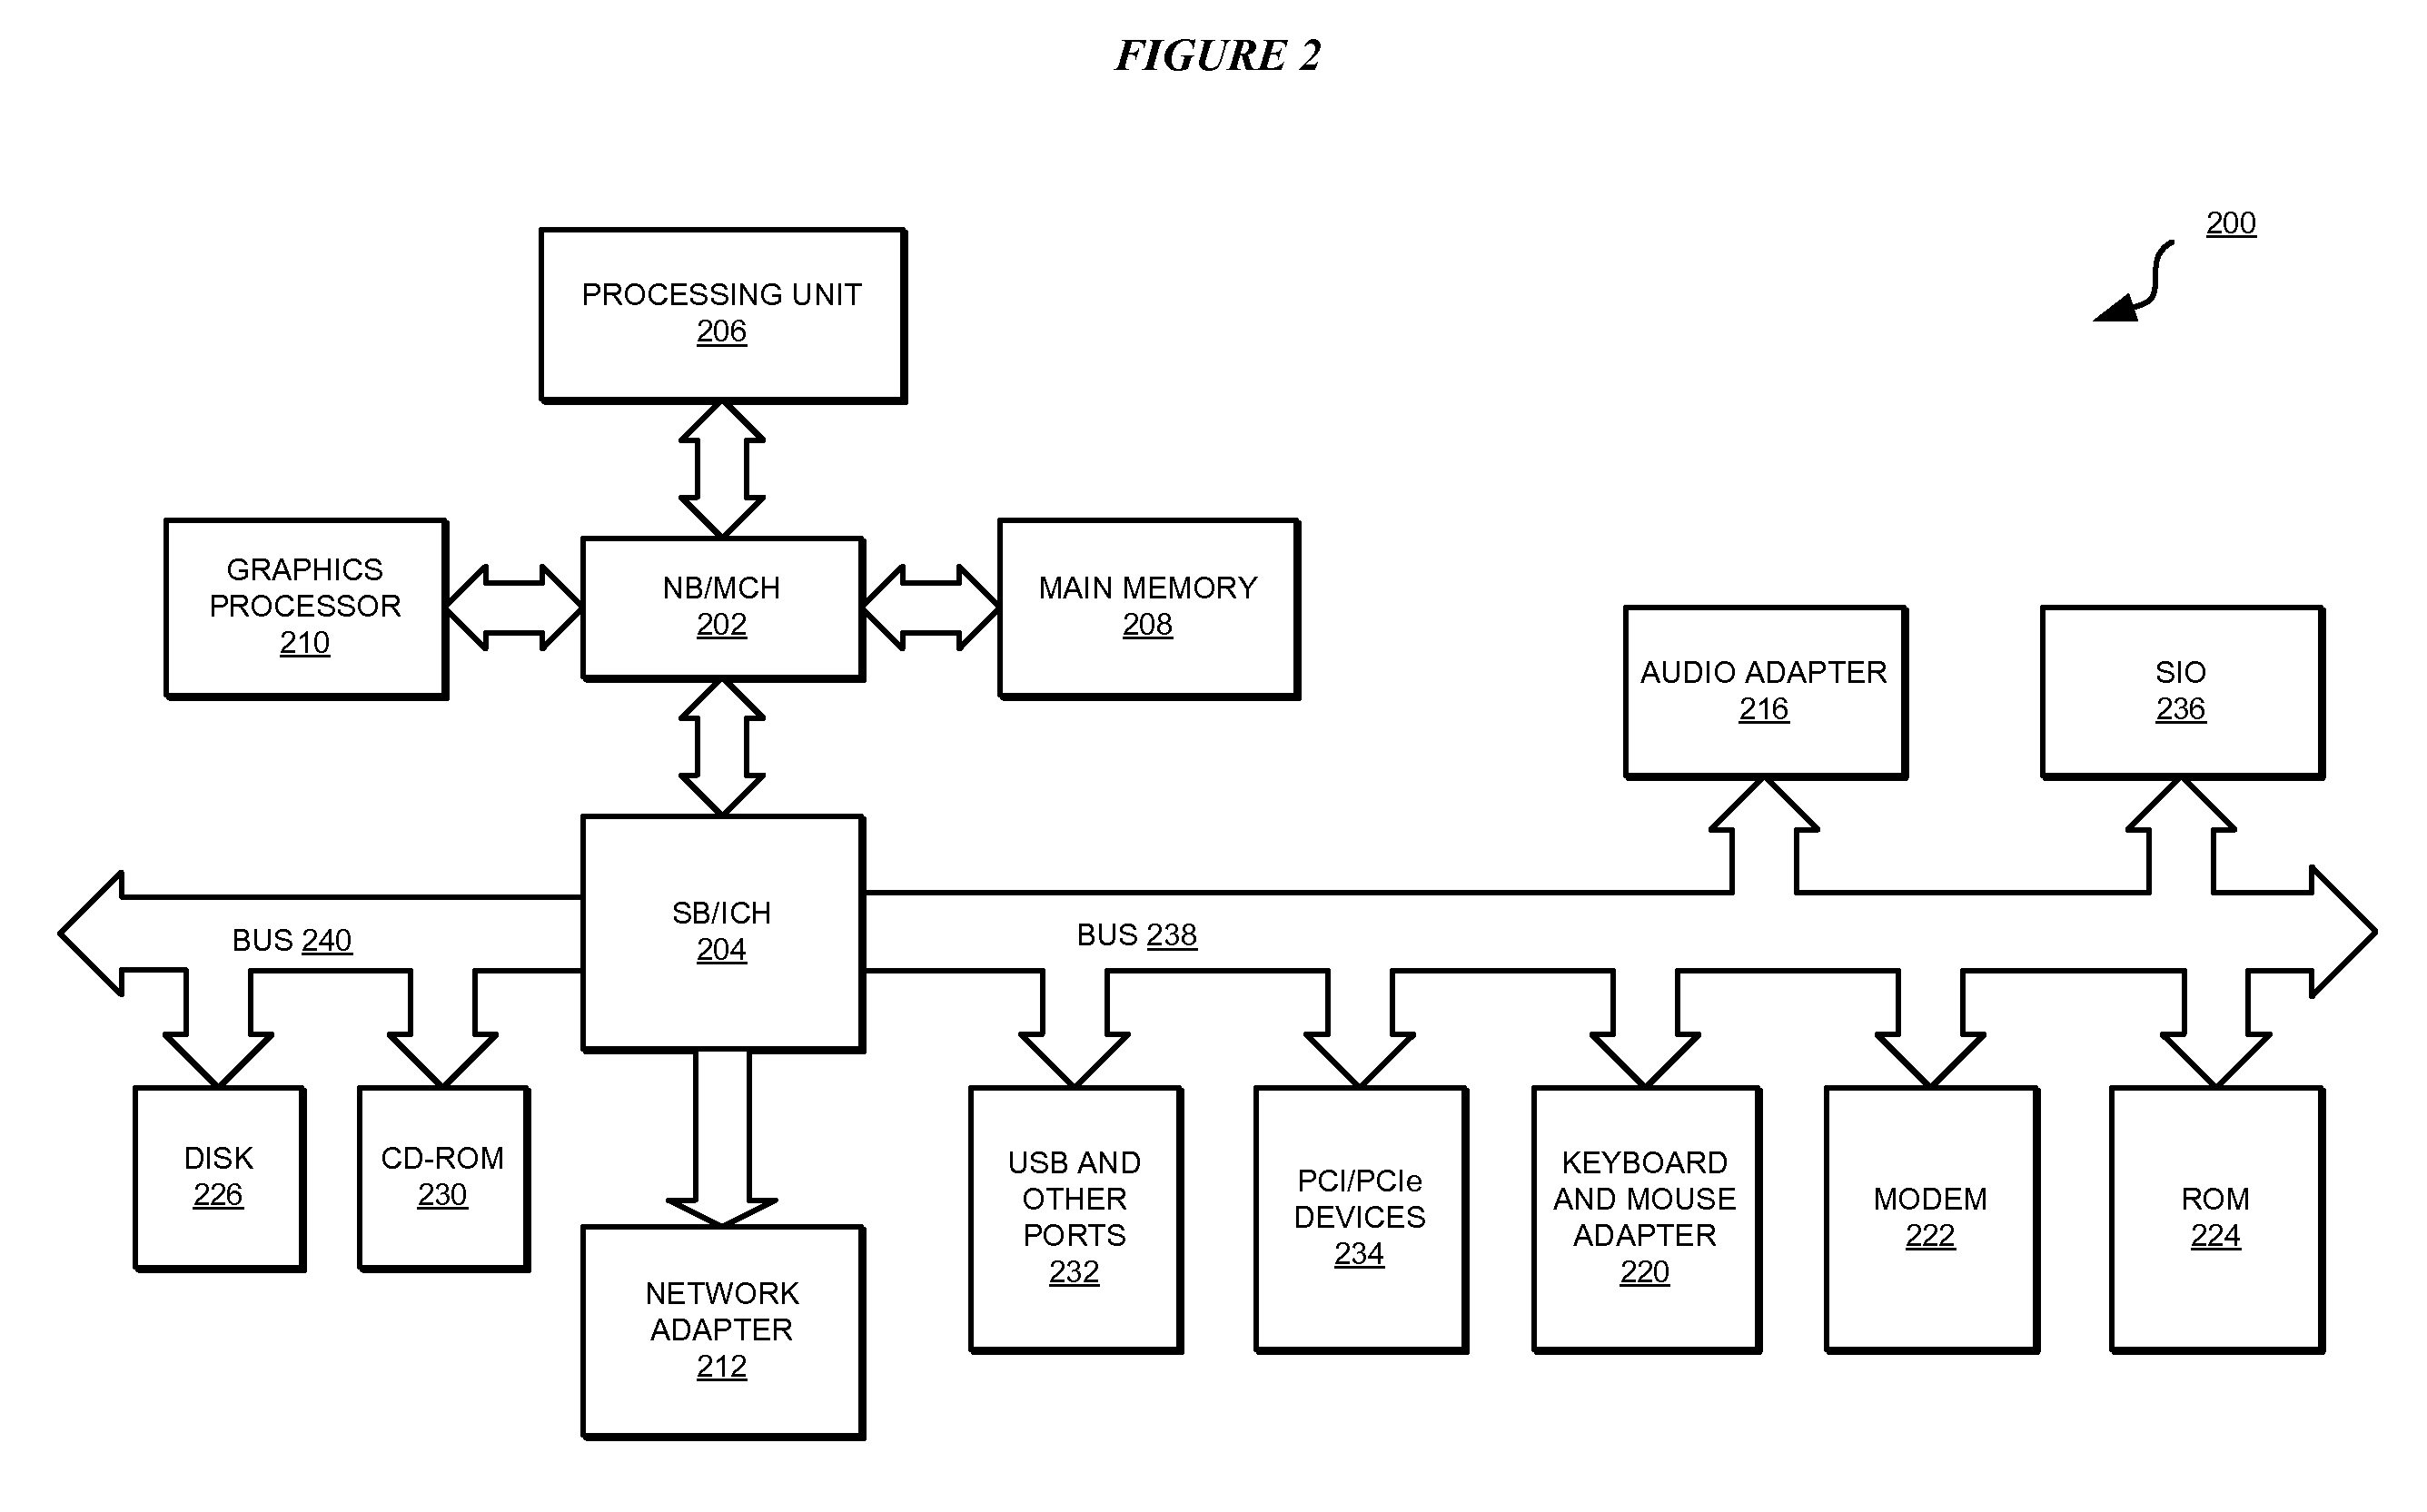 FIGURE 2
200
PROCESSING UNIT
206
GRAPHICS
PROCESSOR
210
NB/MCH
202
MAIN MEMORY
208
AUDIO ADAPTER
216
SIO
236
SB/ICH
204
BUS 240
BUS 238
DISK
226
CD-ROM
230
NETWORK
ADAPTER
212
USB AND
OTHER
PORTS
232
PCI/PCIe
DEVICES
234
KEYBOARD
AND MOUSE
ADAPTER
220
MODEM
222
ROM
224